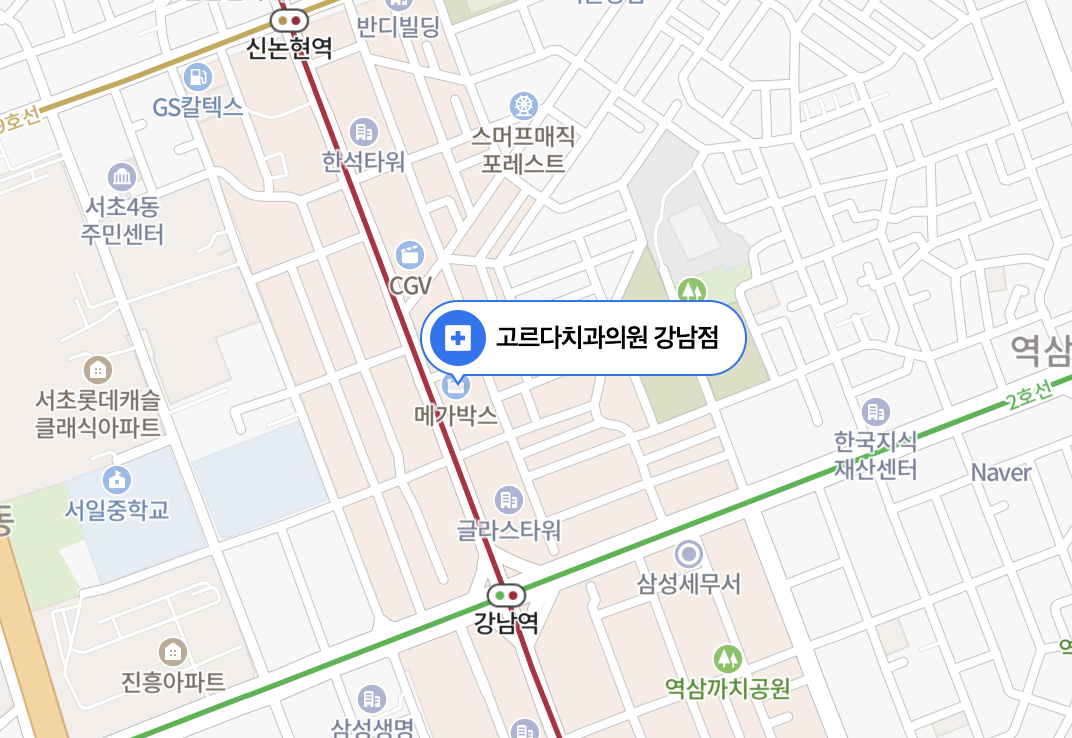 반디빌딩
신논현역
GS칼텍스
9호선
스머프매직
포레스트
한석타워
서초4동
주민센터
CGV
고르다치과의원 강남점
역삼
서초롯데캐슬
클래식아파트
메가박스
2호선
한국지식
재산센터
Naver
서일중학교
동
글라스타워
삼성세무서
강남역
진흥아파트
역삼까치공원
삼성생명